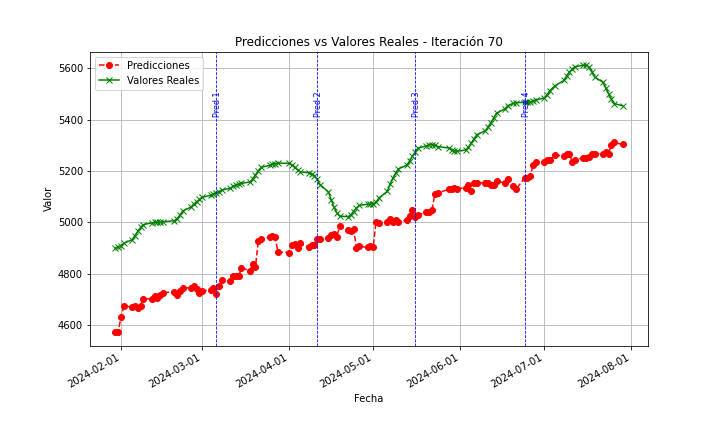 Predicciones vs Valores Reales - Iteración 70
Predicciones
Valores Reales
Pred 1
Pred 2
Pred 3
Pred 4
Valor
5600
5400
5200
5000
4800
4600
2024-02-01
2024-03-01
2024-04-01
2024-05-01
2024-06-01
2024-07-01
2024-08-01
Fecha